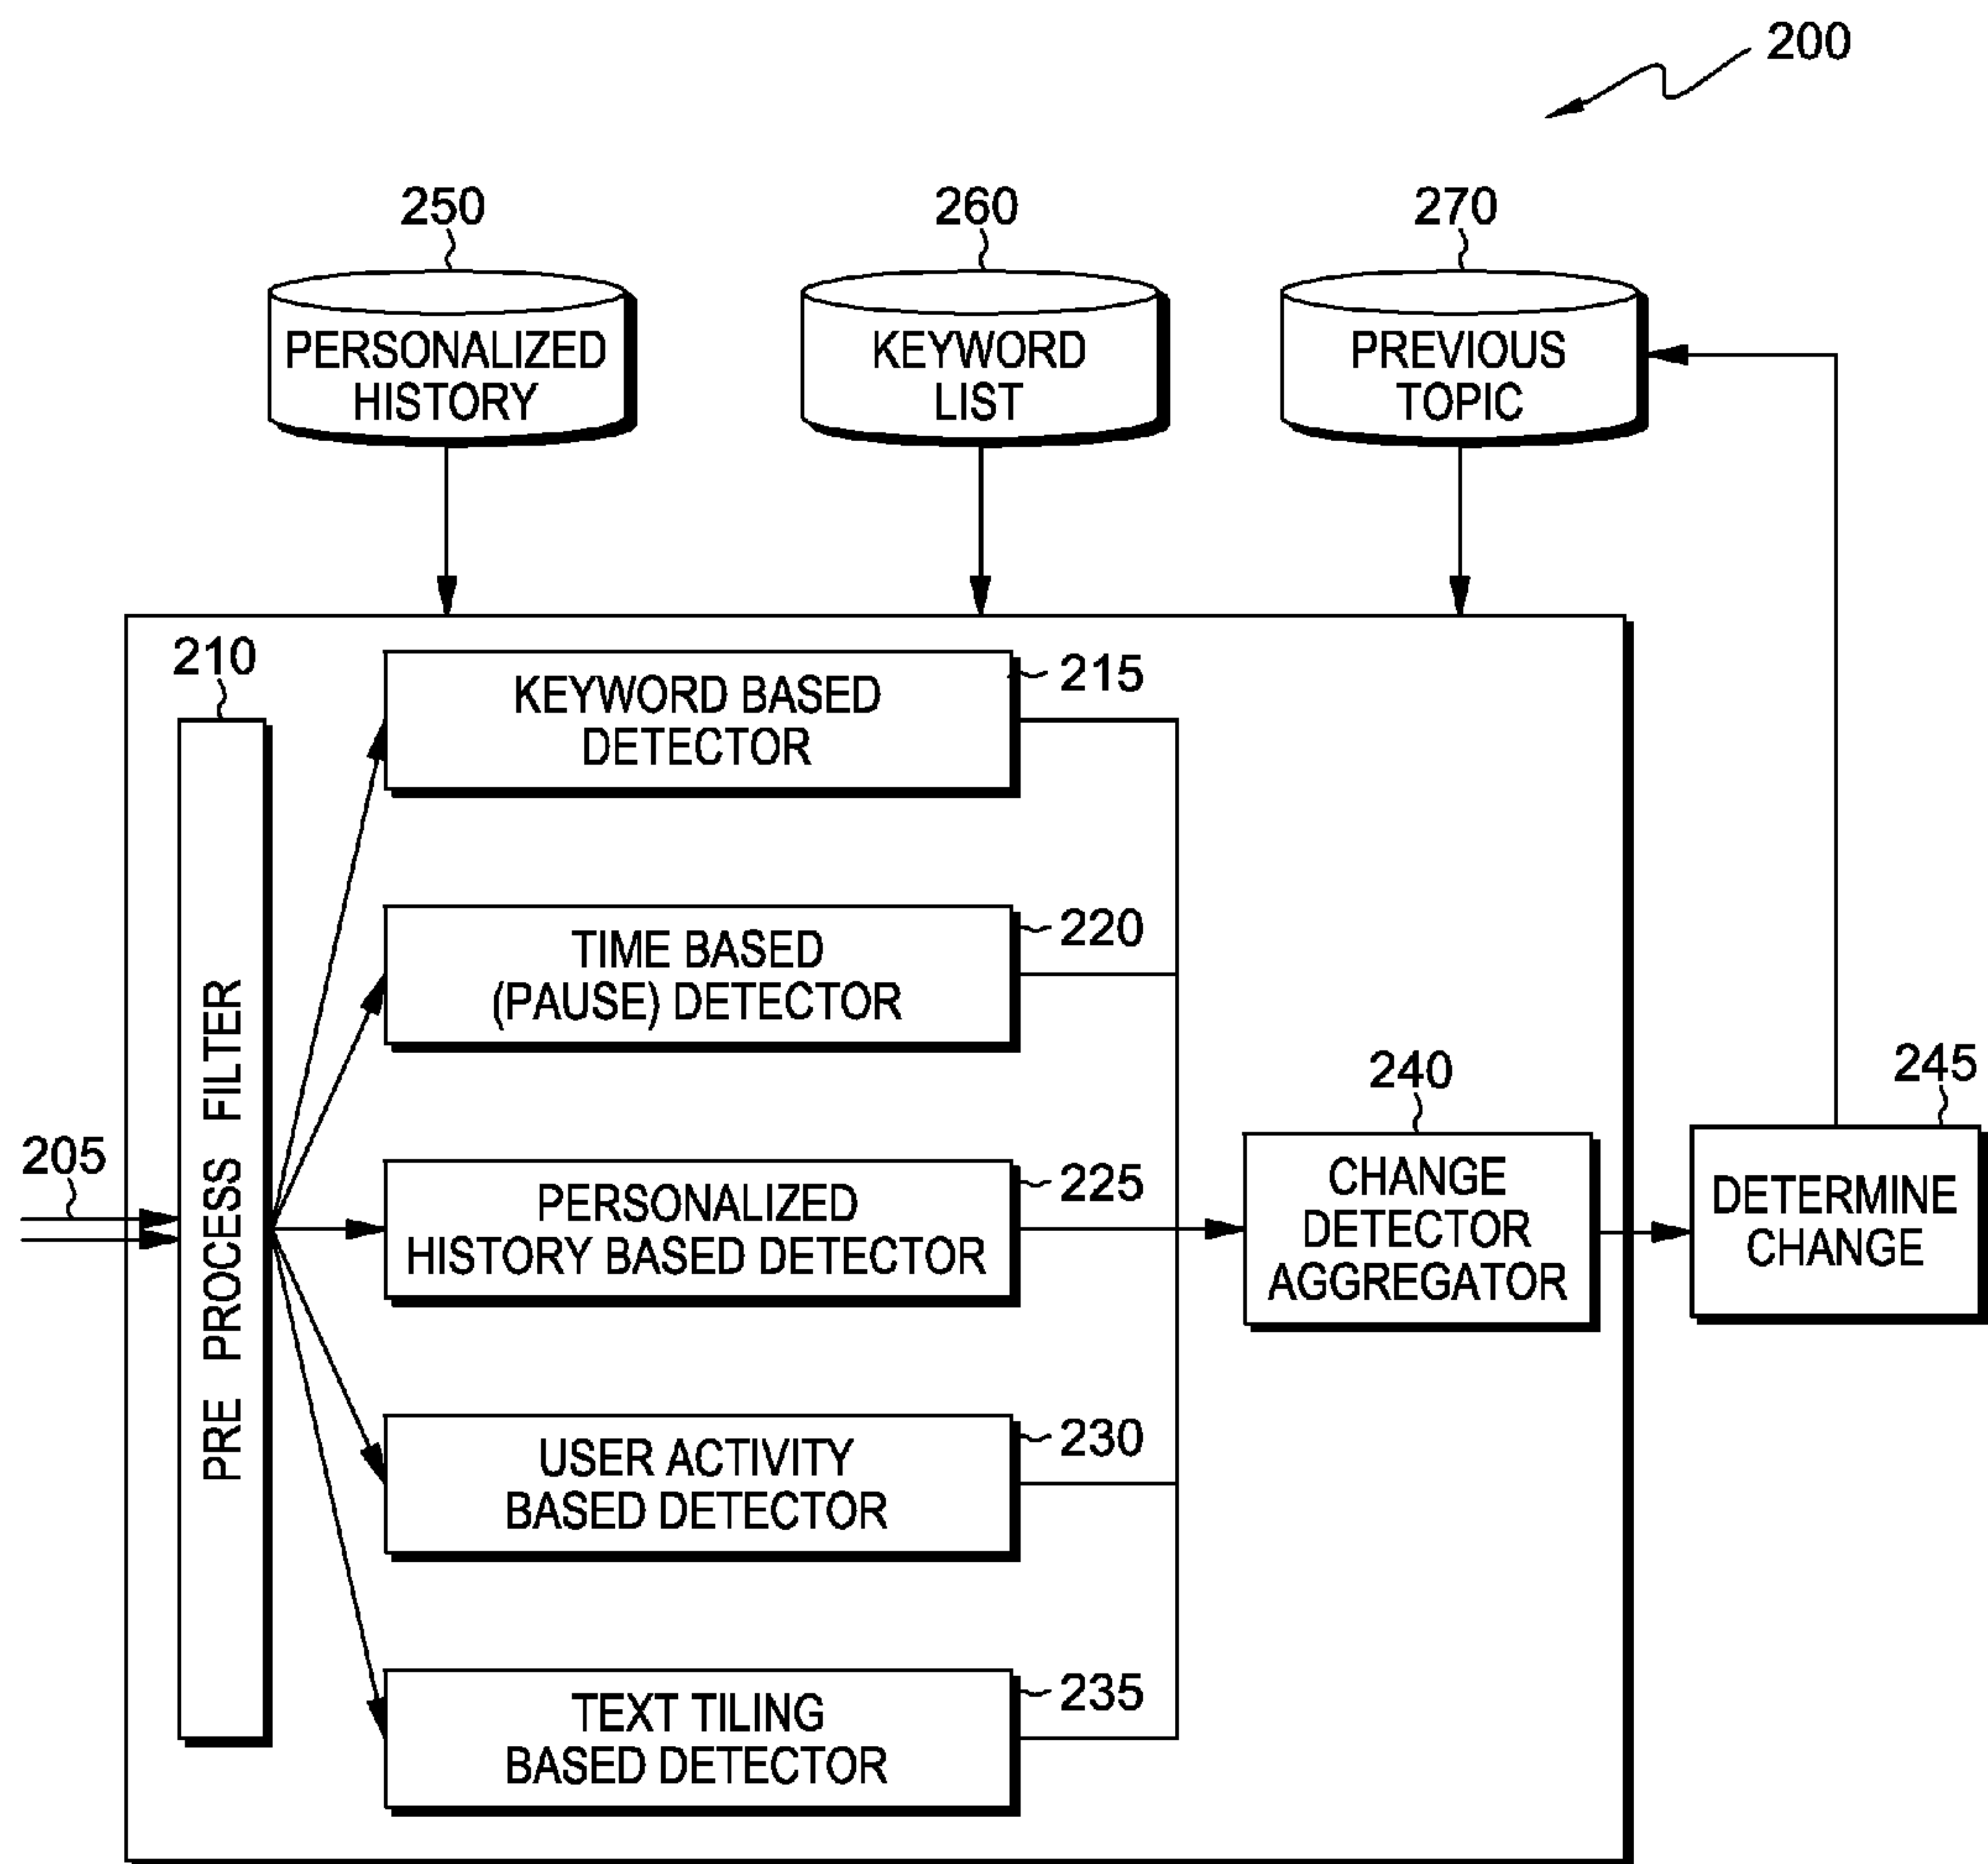 200
250
260
270
PERSONALIZED
HISTORY
KEYWORD
LIST
PREVIOUS
TOPIC
210
PRE PROCESS FILTER
205
KEYWORD BASED
DETECTOR
215
TIME BASED
(PAUSE) DETECTOR
220
PERSONALIZED
HISTORY BASED DETECTOR
225
USER ACTIVITY
BASED DETECTOR
230
TEXT TILING
BASED DETECTOR
235
240
CHANGE
DETECTOR
AGGREGATOR
245
DETERMINE
CHANGE